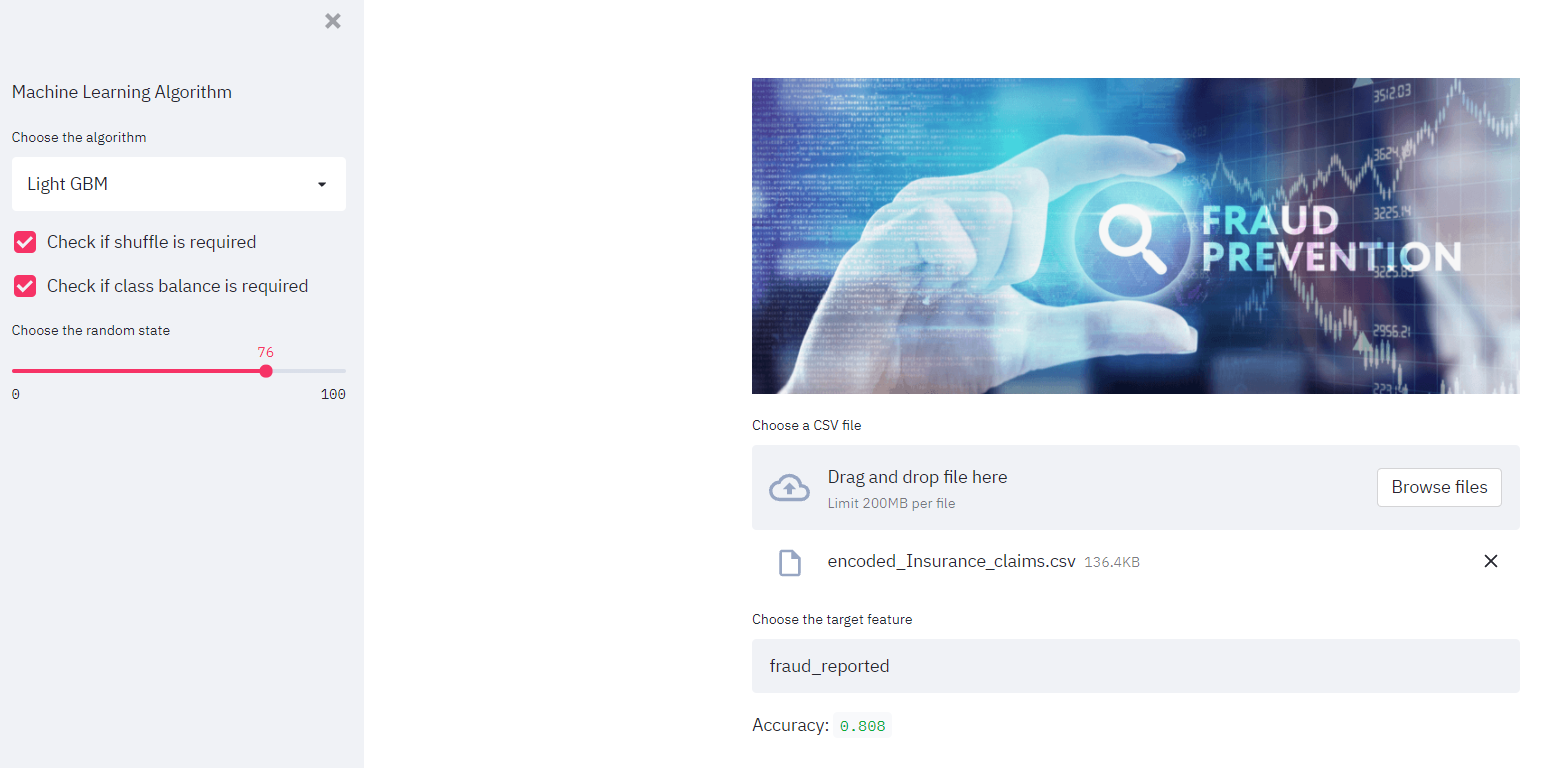 Machine Learning Algorithm
Choose the algorithm
Light GBM
Check if shuffle is required
Check if class balance is required
Choose the random state
76
0 100
3512.03
3624.18
3225.14
FRAUD
PREVENTION
3225.83
2956.21
Choose a CSV file
Drag and drop file here
Limit 200MB per file
Browse files
encoded_Insurance_claims.csv 136.4KB
Choose the target feature
fraud_reported
Accuracy: 0.808